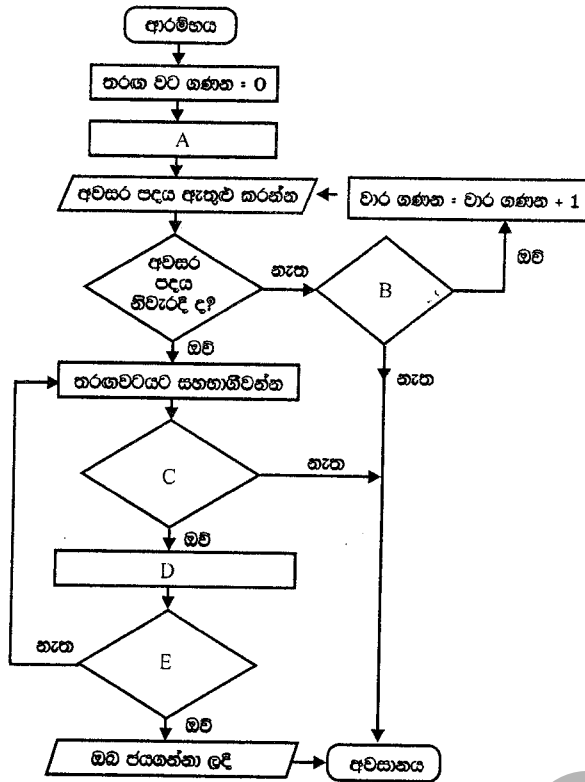 ආරම්භය
තරඟ වට ගණන = 0
A
අවසර පදය ඇතුළු කරන්න
වාර ගණන = වාර ගණන + 1
අවසර
පදය
නිවැරදි ද?
නැත
B
ඔව්
ඔව්
නැත
තරඟවටයට සහභාගීවන්න
C
නැත
ඔව්
D
නැත
E
ඔව්
ඔබ ජයගන්නා ලදී
අවසානය